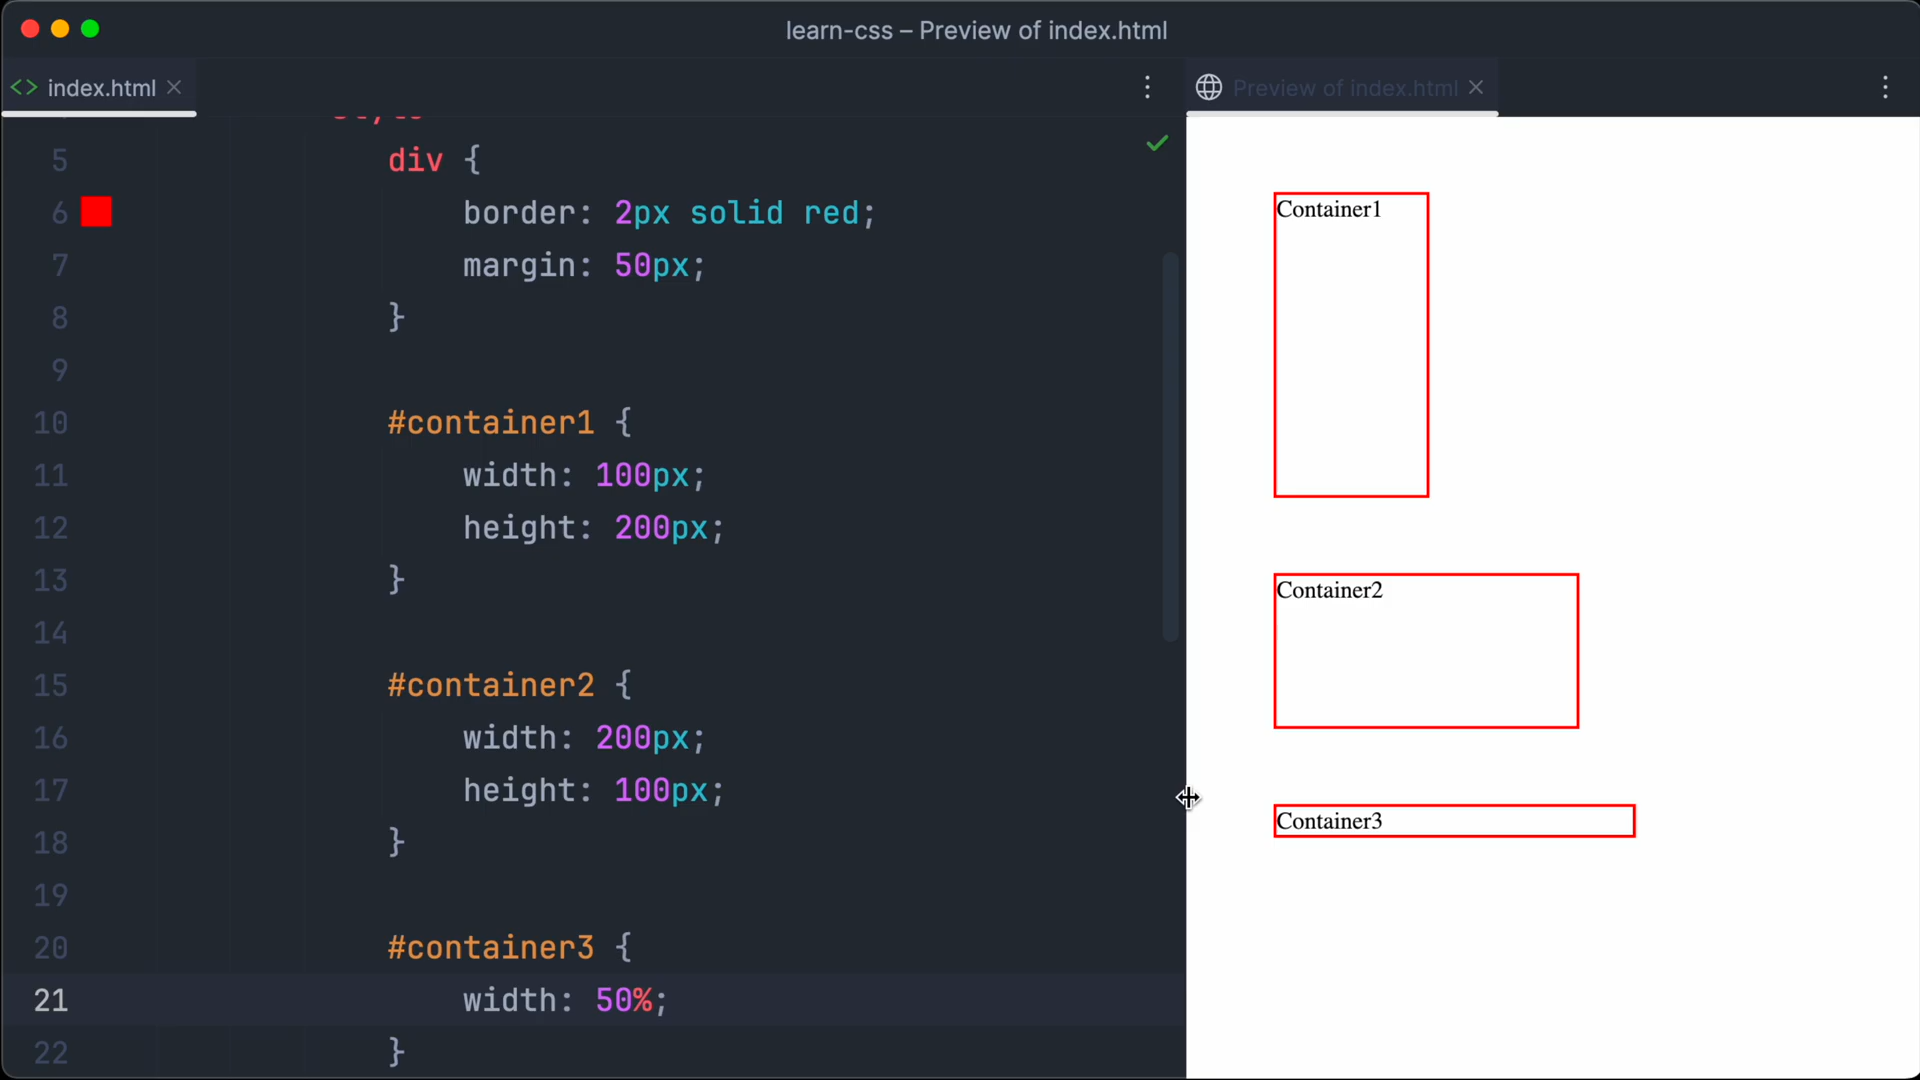 learn-css – Preview of index.html
<> index.html
Preview of index.html
5 div {
6 border: 2px solid red;
7 margin: 50px;
8 }
9
10 #container1 {
11 width: 100px;
12 height: 200px;
13 }
14
15 #container2 {
16 width: 200px;
17 height: 100px;
18 }
19
20 #container3 {
21 width: 50%;
22 }
Container1
Container2
Container3